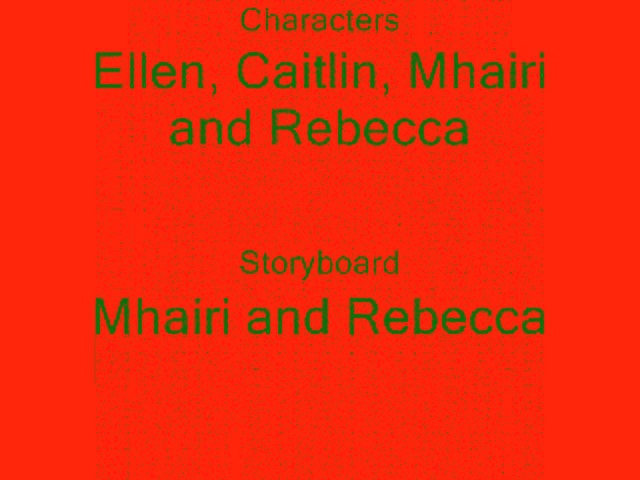 Characters
Ellen, Caitlin, Mhairi
and Rebecca
Storyboard
Mhairi and Rebecca